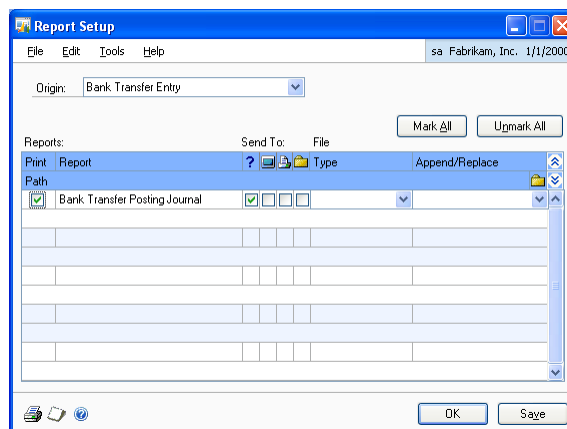 Report Setup
File Edit Tools Help sa Fabrikam, Inc. 1/1/2000
Origin: Bank Transfer Entry
Mark All Unmark All
Reports: Send To: File
Print Report ? Type Append/Replace
Path
Bank Transfer Posting Journal
OK Save